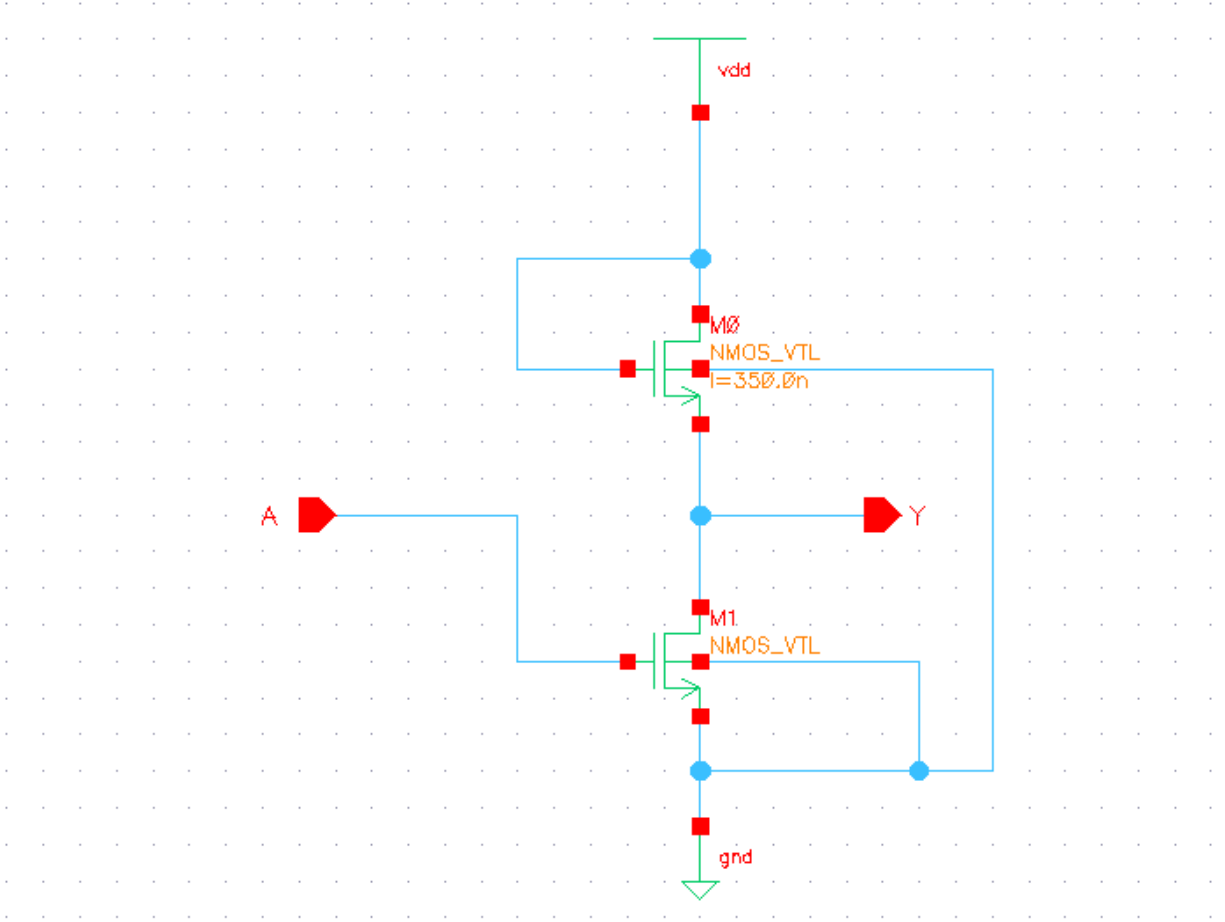 vdd
M0
NMOS_VTL
l=350.0n
A
Y
M1
NMOS_VTL
gnd